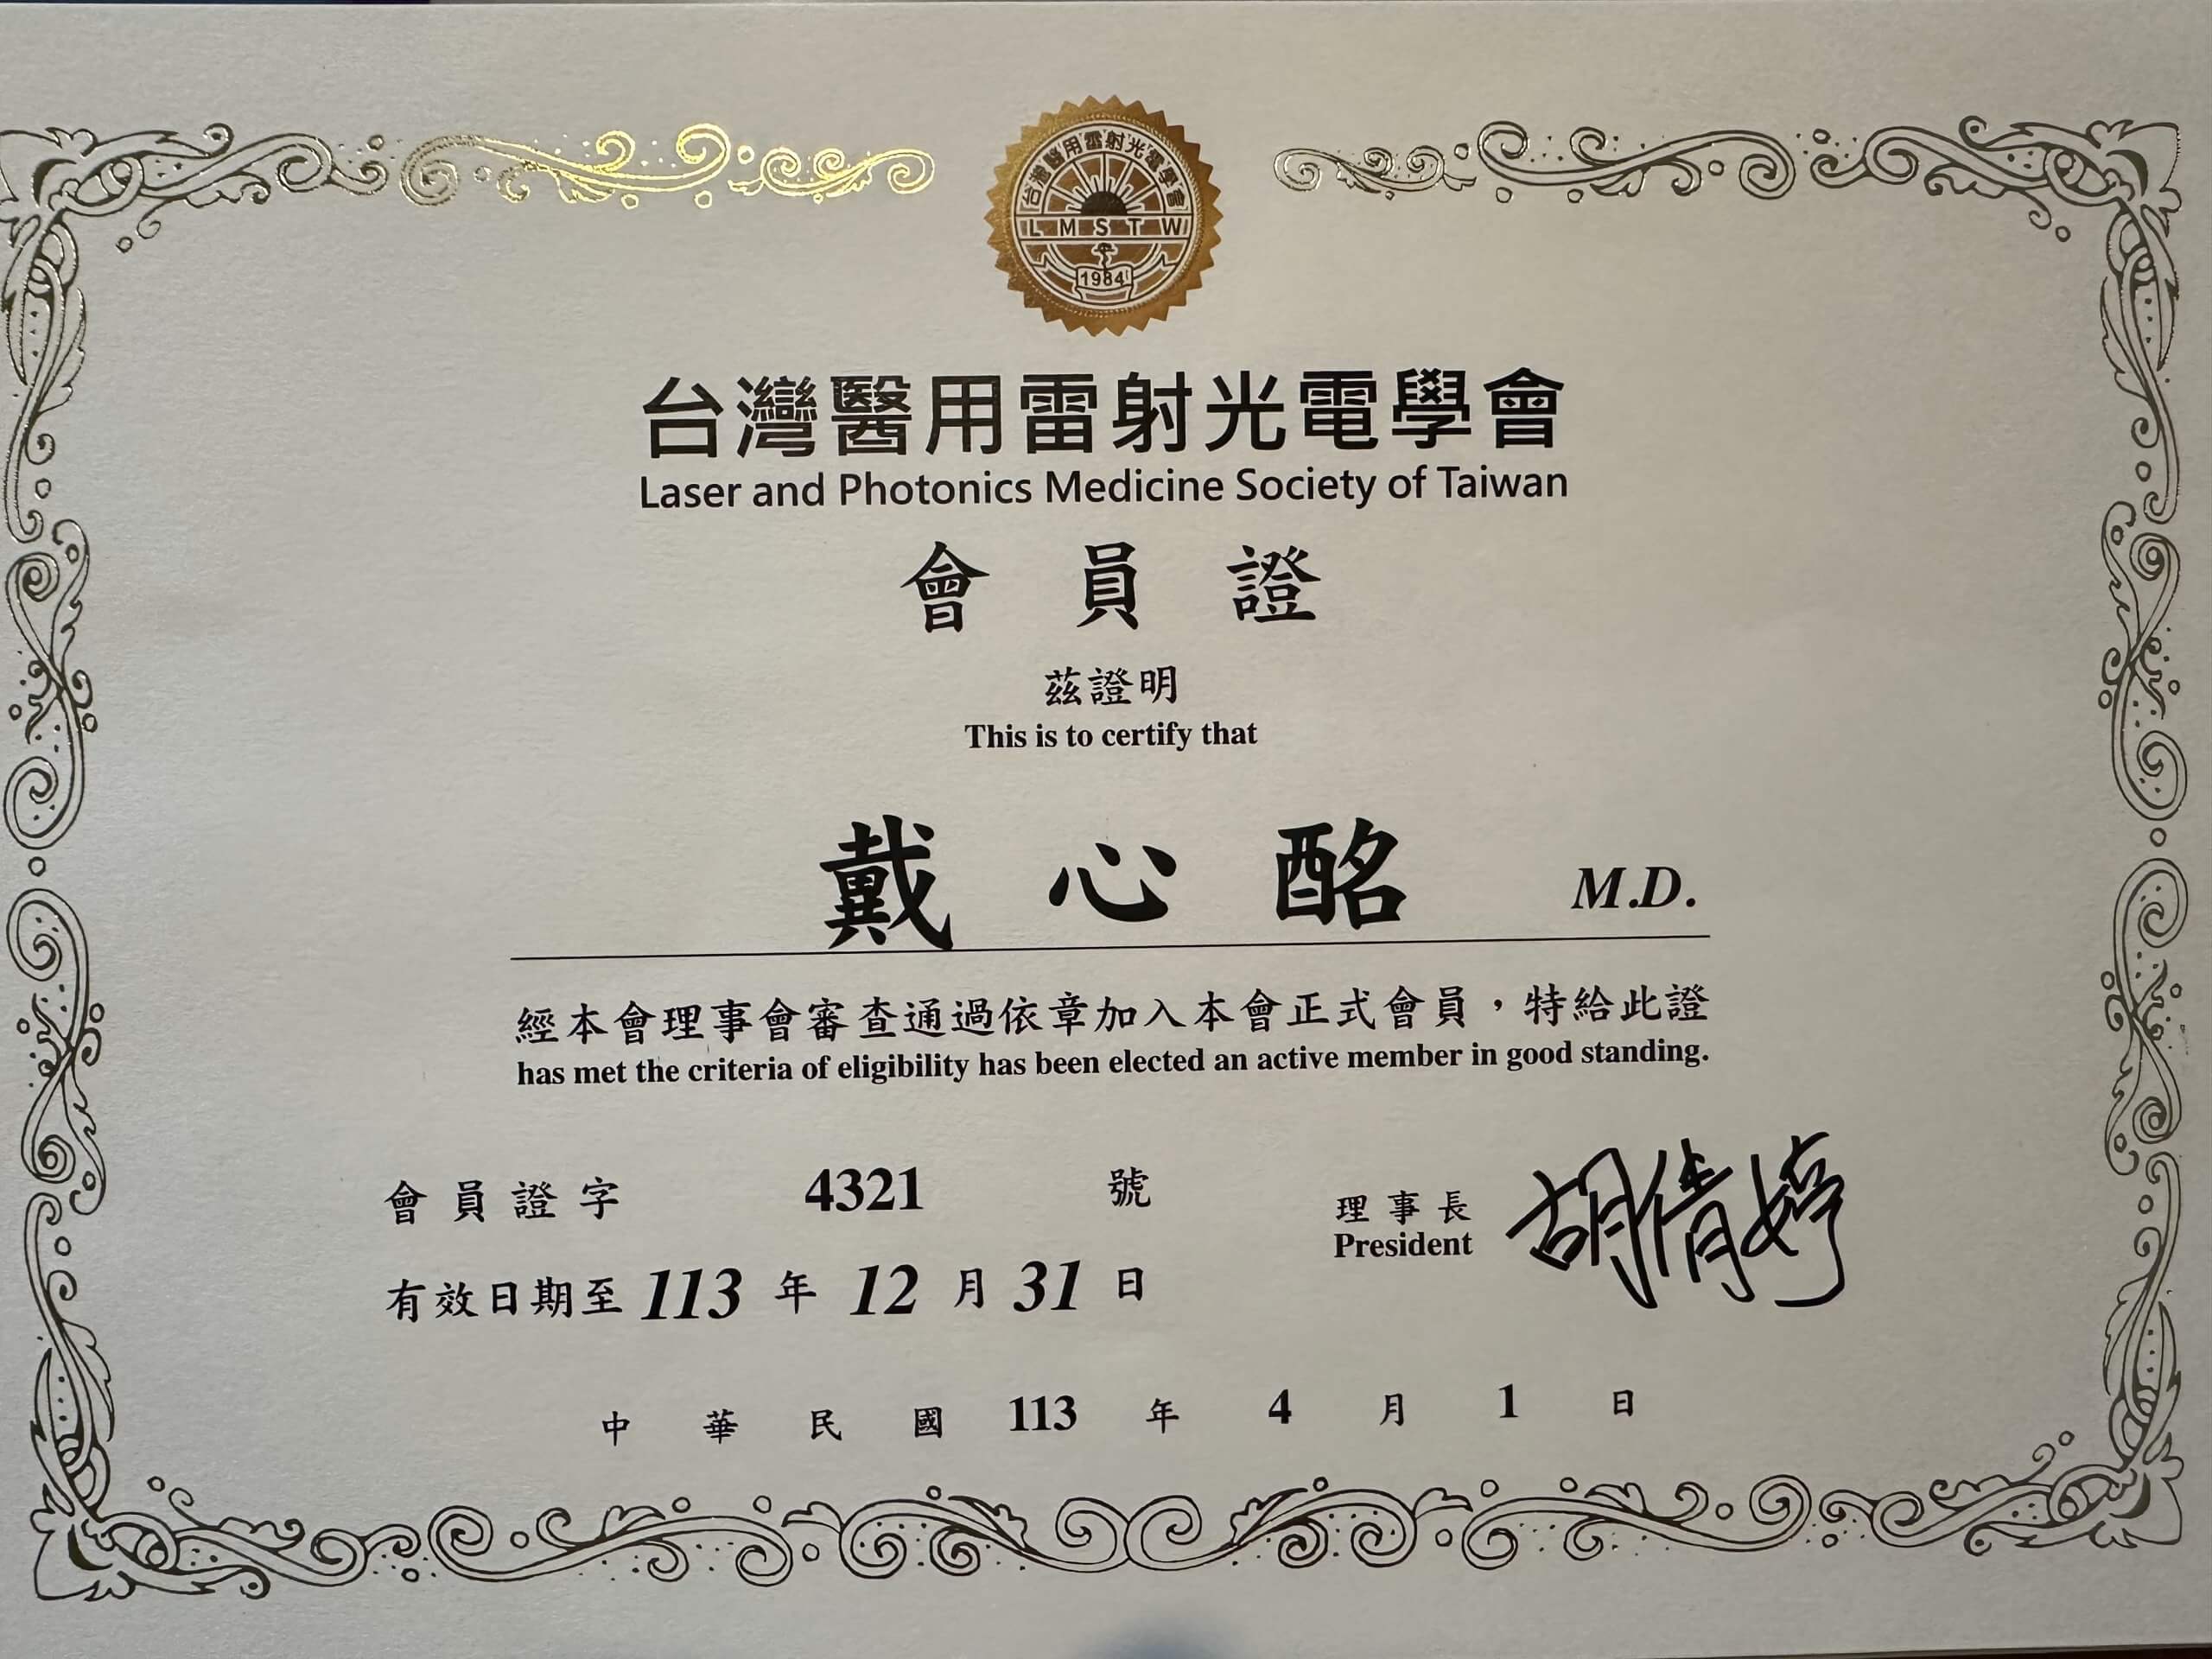 台灣醫用雷射光電學會
LMSTW
1984
台灣醫用雷射光電學會
Laser and Photonics Medicine Society of Taiwan
會員證
茲證明
This is to certify that
戴心酩 M.D.
經本會理事會審查通過依章加入本會正式會員，特給此證
has met the criteria of eligibility has been elected an active member in good standing.
會員證字 4321 號
有效日期至 113 年 12 月 31 日
理事長
President
胡倩婷
中華民國 113 年 4 月 1 日